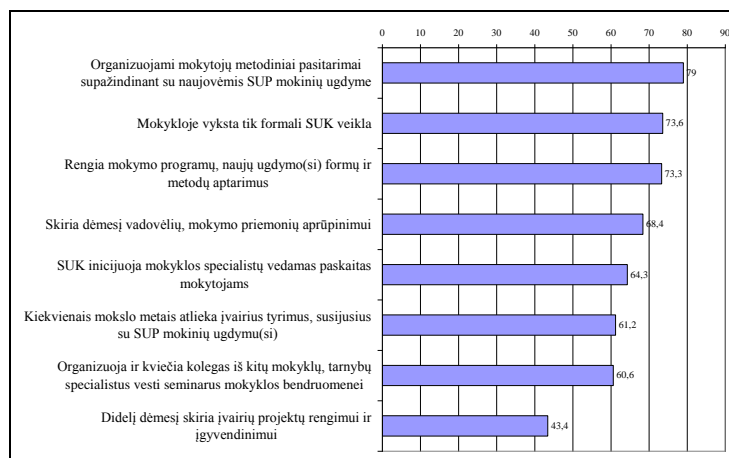 0 10 20 30 40 50 60 70 80 90
Organizuojami mokytojų metodiniai pasitarimai
supažindinant su naujovėmis SUP mokinių ugdyme
79
Mokykloje vyksta tik formali SUK veikla
73,6
Rengia mokymo programų, naujų ugdymo(si) formų ir
metodų aptarimus
73,3
Skiria dėmesį vadovėlių, mokymo priemonių aprūpinimui
68,4
SUK inicijuoja mokyklos specialistų vedamas paskaitas
mokytojams
64,3
Kiekvienais mokslo metais atlieka įvairius tyrimus, susijusius
su SUP mokinių ugdymu(si)
61,2
Organizuoja ir kviečia kolegas iš kitų mokyklų, tarnybų
specialistus vesti seminarus mokyklos bendruomenei
60,6
Didelį dėmesį skiria įvairių projektų rengimui ir
įgyvendinimui
43,4